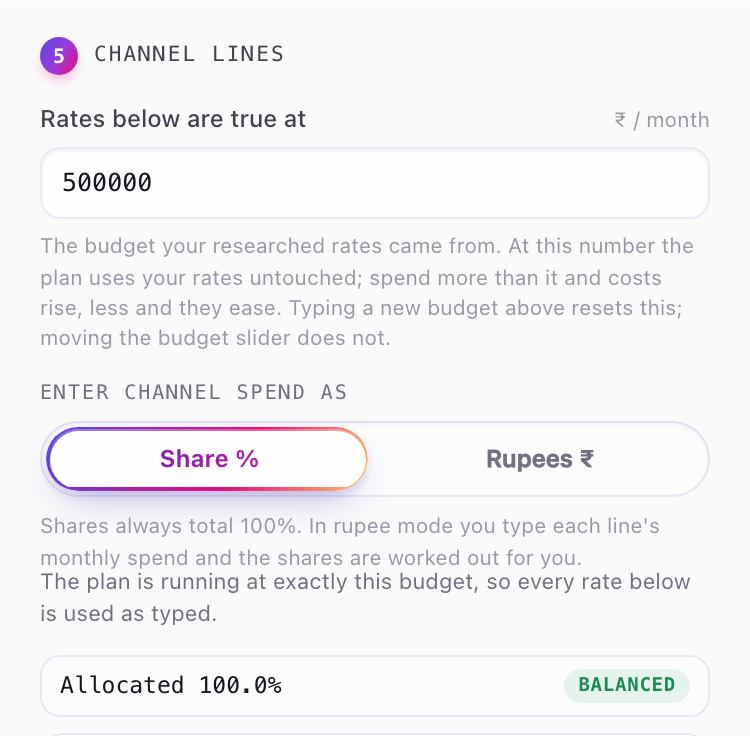 5 CHANNEL LINES
Rates below are true at ₹ / month
500000
The budget your researched rates came from. At this number the
plan uses your rates untouched; spend more than it and costs
rise, less and they ease. Typing a new budget above resets this;
moving the budget slider does not.
ENTER CHANNEL SPEND AS
Share % Rupees ₹
Shares always total 100%. In rupee mode you type each line's
monthly spend and the shares are worked out for you.
The plan is running at exactly this budget, so every rate below
is used as typed.
Allocated 100.0% BALANCED